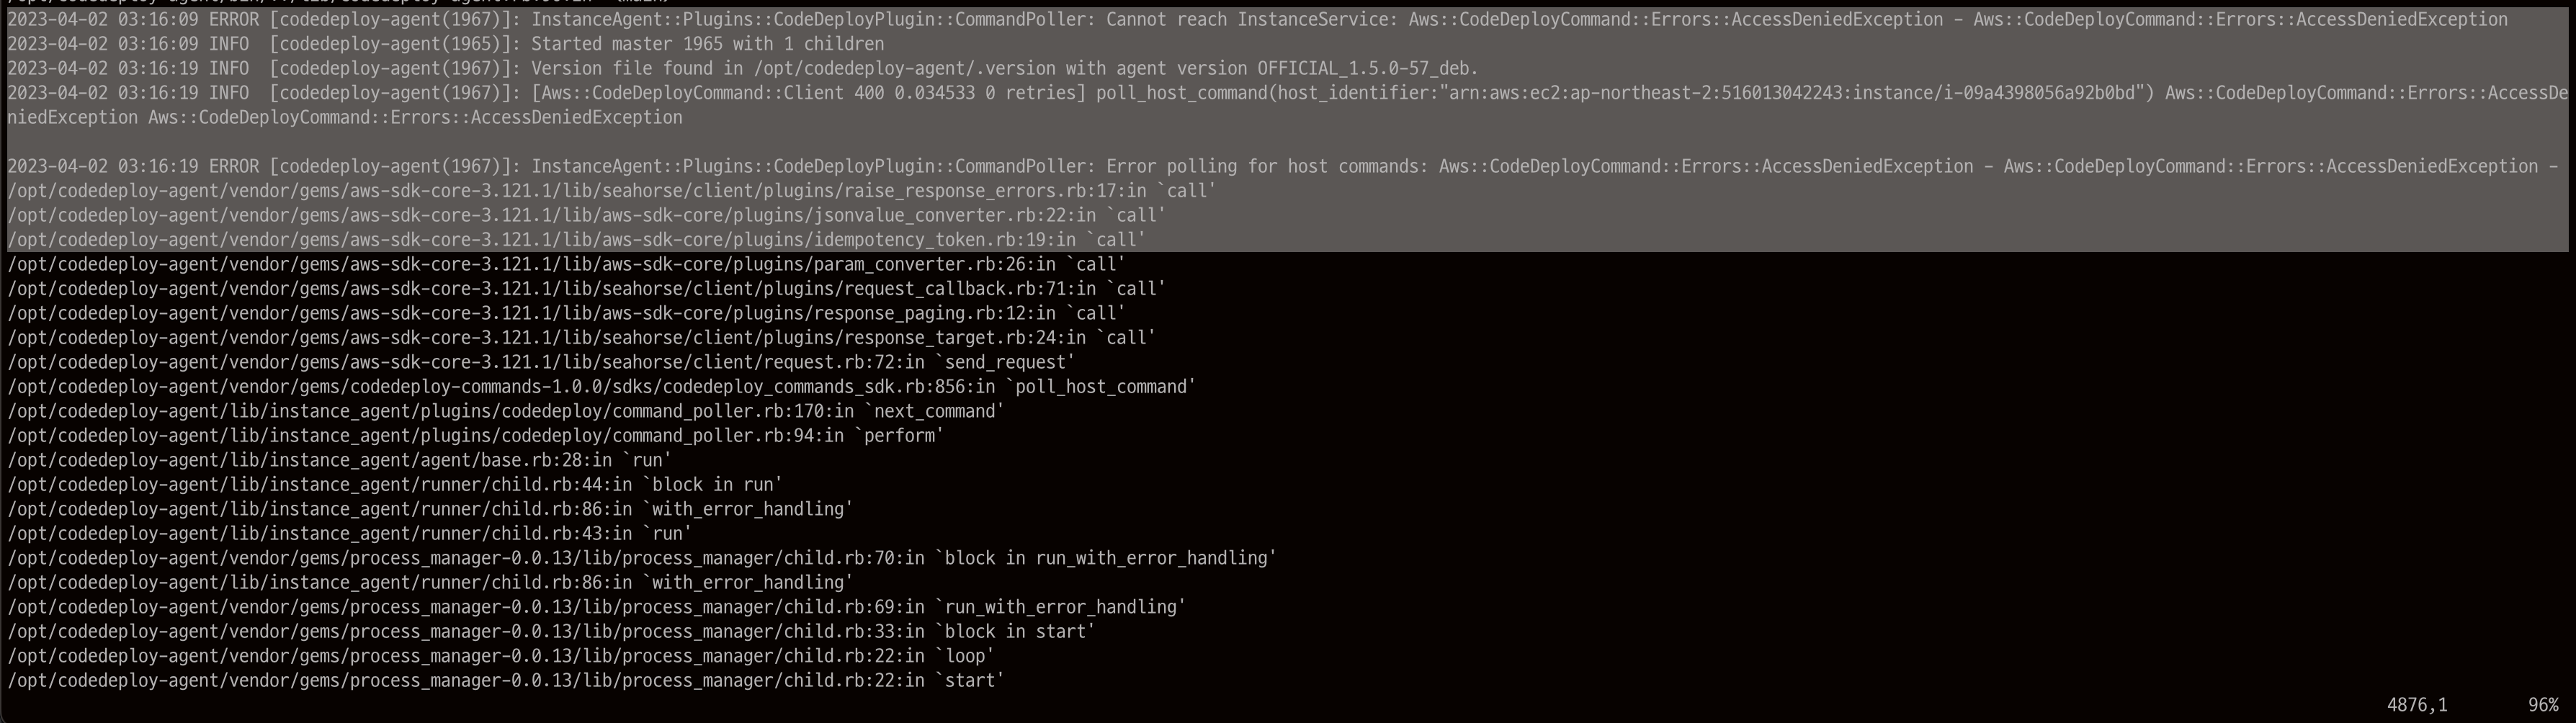 2023-04-02 03:16:09 ERROR [codedeploy-agent(1967)]: InstanceAgent::Plugins::CodeDeployPlugin::CommandPoller: Cannot reach InstanceService: Aws::CodeDeployCommand::Errors::AccessDeniedException - Aws::CodeDeployCommand::Errors::AccessDeniedException
2023-04-02 03:16:09 INFO  [codedeploy-agent(1965)]: Started master 1965 with 1 children
2023-04-02 03:16:19 INFO  [codedeploy-agent(1967)]: Version file found in /opt/codedeploy-agent/.version with agent version OFFICIAL_1.5.0-57_deb.
2023-04-02 03:16:19 INFO  [codedeploy-agent(1967)]: [Aws::CodeDeployCommand::Client 400 0.034533 0 retries] poll_host_command(host_identifier:"arn:aws:ec2:ap-northeast-2:516013042243:instance/i-09a4398056a92b0bd") Aws::CodeDeployCommand::Errors::AccessDe
niedException Aws::CodeDeployCommand::Errors::AccessDeniedException
2023-04-02 03:16:19 ERROR [codedeploy-agent(1967)]: InstanceAgent::Plugins::CodeDeployPlugin::CommandPoller: Error polling for host commands: Aws::CodeDeployCommand::Errors::AccessDeniedException - Aws::CodeDeployCommand::Errors::AccessDeniedException -
/opt/codedeploy-agent/vendor/gems/aws-sdk-core-3.121.1/lib/seahorse/client/plugins/raise_response_errors.rb:17:in `call'
/opt/codedeploy-agent/vendor/gems/aws-sdk-core-3.121.1/lib/aws-sdk-core/plugins/jsonvalue_converter.rb:22:in `call'
/opt/codedeploy-agent/vendor/gems/aws-sdk-core-3.121.1/lib/aws-sdk-core/plugins/idempotency_token.rb:19:in `call'
/opt/codedeploy-agent/vendor/gems/aws-sdk-core-3.121.1/lib/aws-sdk-core/plugins/param_converter.rb:26:in `call'
/opt/codedeploy-agent/vendor/gems/aws-sdk-core-3.121.1/lib/seahorse/client/plugins/request_callback.rb:71:in `call'
/opt/codedeploy-agent/vendor/gems/aws-sdk-core-3.121.1/lib/aws-sdk-core/plugins/response_paging.rb:12:in `call'
/opt/codedeploy-agent/vendor/gems/aws-sdk-core-3.121.1/lib/seahorse/client/plugins/response_target.rb:24:in `call'
/opt/codedeploy-agent/vendor/gems/aws-sdk-core-3.121.1/lib/seahorse/client/request.rb:72:in `send_request'
/opt/codedeploy-agent/vendor/gems/codedeploy-commands-1.0.0/sdks/codedeploy_commands_sdk.rb:856:in `poll_host_command'
/opt/codedeploy-agent/lib/instance_agent/plugins/codedeploy/command_poller.rb:170:in `next_command'
/opt/codedeploy-agent/lib/instance_agent/plugins/codedeploy/command_poller.rb:94:in `perform'
/opt/codedeploy-agent/lib/instance_agent/agent/base.rb:28:in `run'
/opt/codedeploy-agent/lib/instance_agent/runner/child.rb:44:in `block in run'
/opt/codedeploy-agent/lib/instance_agent/runner/child.rb:86:in `with_error_handling'
/opt/codedeploy-agent/lib/instance_agent/runner/child.rb:43:in `run'
/opt/codedeploy-agent/vendor/gems/process_manager-0.0.13/lib/process_manager/child.rb:70:in `block in run_with_error_handling'
/opt/codedeploy-agent/lib/instance_agent/runner/child.rb:86:in `with_error_handling'
/opt/codedeploy-agent/vendor/gems/process_manager-0.0.13/lib/process_manager/child.rb:69:in `run_with_error_handling'
/opt/codedeploy-agent/vendor/gems/process_manager-0.0.13/lib/process_manager/child.rb:33:in `block in start'
/opt/codedeploy-agent/vendor/gems/process_manager-0.0.13/lib/process_manager/child.rb:22:in `loop'
/opt/codedeploy-agent/vendor/gems/process_manager-0.0.13/lib/process_manager/child.rb:22:in `start'
4876,1 96%